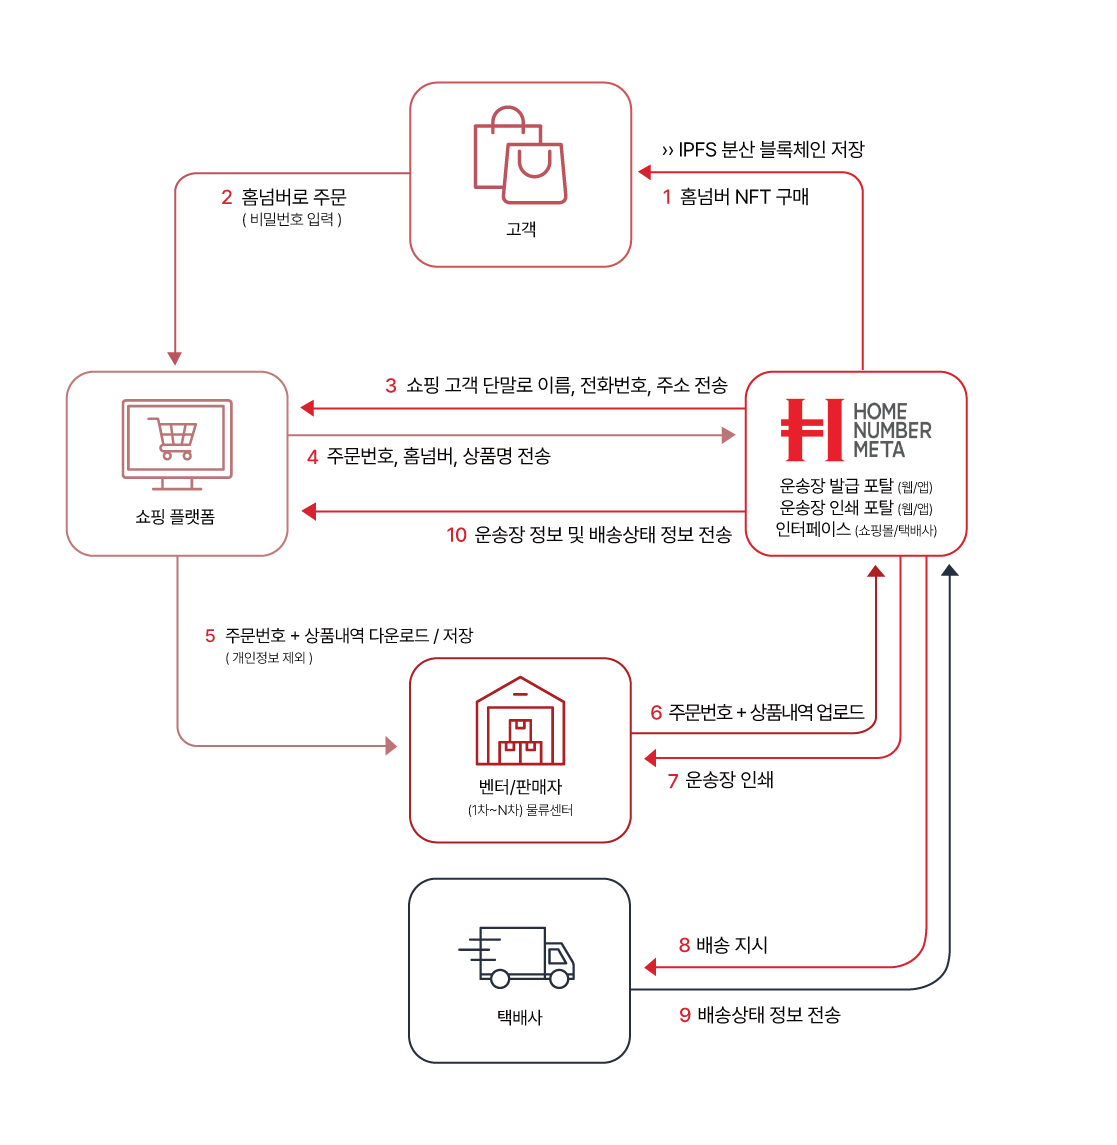 ›› IPFS 분산 블록체인 저장
1 홈넘버 NFT 구매
2 홈넘버로 주문
( 비밀번호 입력 )
고객
3 쇼핑 고객 단말로 이름, 전화번호, 주소 전송
4 주문번호, 홈넘버, 상품명 전송
10 운송장 정보 및 배송상태 정보 전송
쇼핑 플랫폼
HOME
NUMBER
META
운송장 발급 포탈 (웹/앱)
운송장 인쇄 포탈 (웹/앱)
인터페이스 (쇼핑몰/택배사)
5 주문번호 + 상품내역 다운로드 / 저장
( 개인정보 제외 )
6 주문번호 + 상품내역 업로드
7 운송장 인쇄
벤터/판매자
(1차~N차) 물류센터
8 배송 지시
9 배송상태 정보 전송
택배사